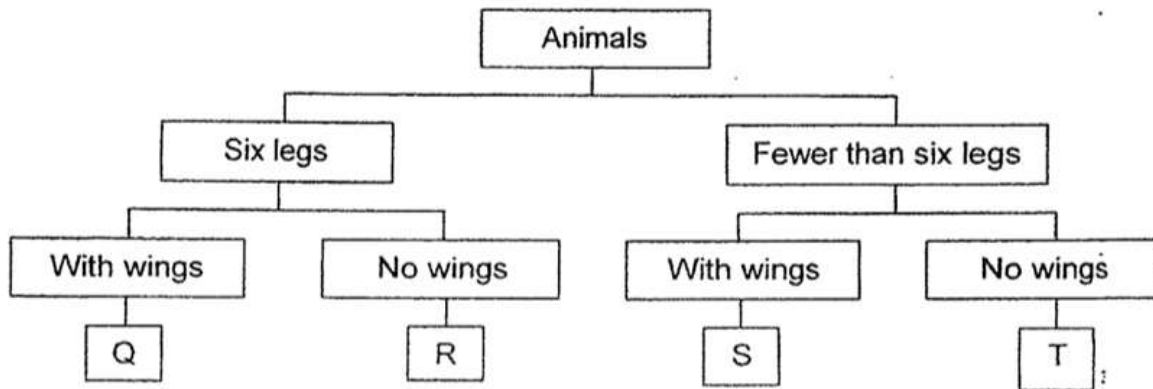 Animals
Six legs
Fewer than six legs
With wings
No wings
With wings
No wings
Q
R
S
T